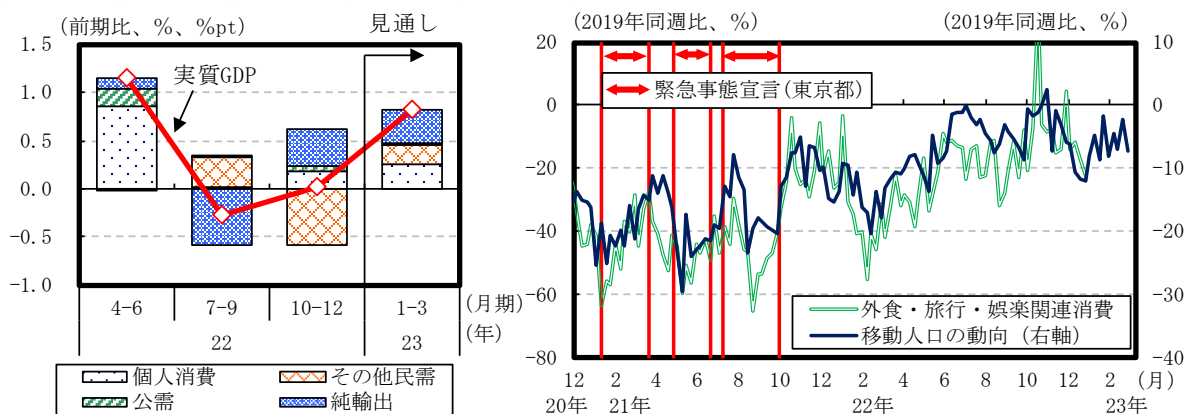 (前期比、%、%pt)
見通し
実質GDP
1.5
1.0
0.5
0.0
-0.5
-1.0
4-6
7-9
10-12
1-3
(月期)
22
23
(年)
個人消費
その他民需
公需
純輸出
(2019年同週比、%)
(2019年同週比、%)
20
0
-20
-40
-60
-80
10
0
-10
-20
-30
-40
緊急事態宣言(東京都)
外食・旅行・娯楽関連消費
移動人口の動向 (右軸)
12 2 4 6 8 10 12 2 4 6 8 10 12 2 (月)
20年 21年 22年 23年